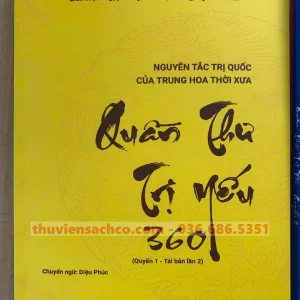 NGUYÊN TẮC TRỊ QUỐC
CỦA TRUNG HOA THỜI XƯA
Quần Thư
Trị Yếu
360
thuviensachco.com - 036.686.5351
(Quyển 1 - Tái bản lần 2)
Chuyển ngữ: Diệu Phúc